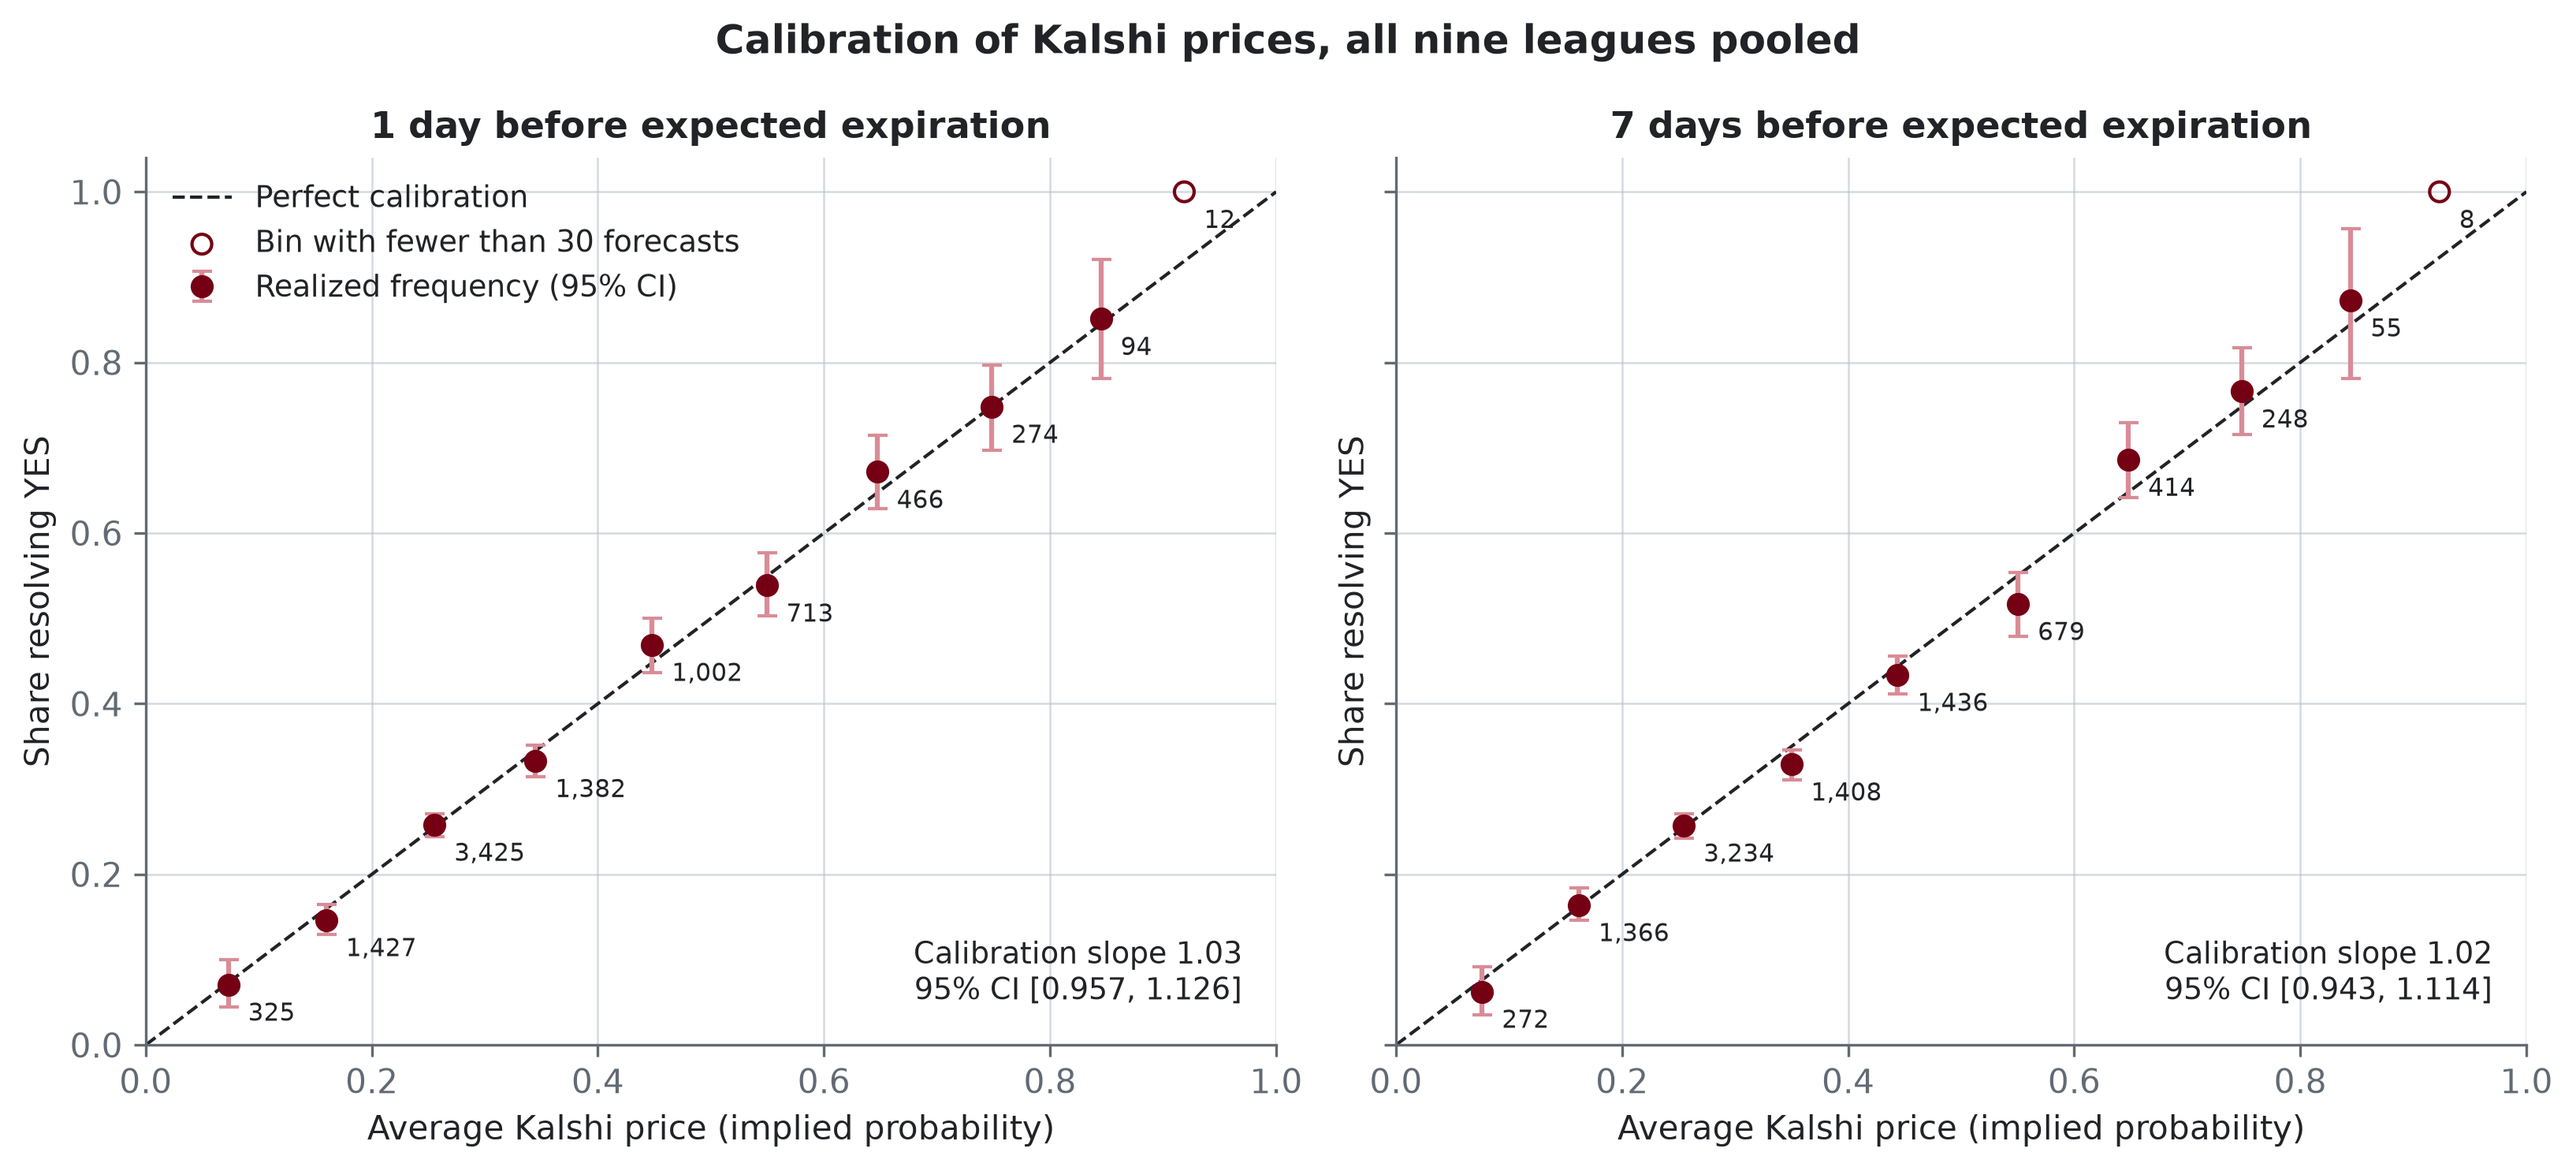 Calibration of Kalshi prices, all nine leagues pooled
1 day before expected expiration
Perfect calibration
Bin with fewer than 30 forecasts
Realized frequency (95% CI)
Share resolving YES
1.0
0.8
0.6
0.4
0.2
0.0
12
94
274
466
713
1,002
1,382
3,425
1,427
325
Calibration slope 1.03
95% CI [0.957, 1.126]
0.0 0.2 0.4 0.6 0.8 1.0
Average Kalshi price (implied probability)
7 days before expected expiration
Share resolving YES
8
55
248
414
679
1,436
1,408
3,234
1,366
272
Calibration slope 1.02
95% CI [0.943, 1.114]
0.0 0.2 0.4 0.6 0.8 1.0
Average Kalshi price (implied probability)